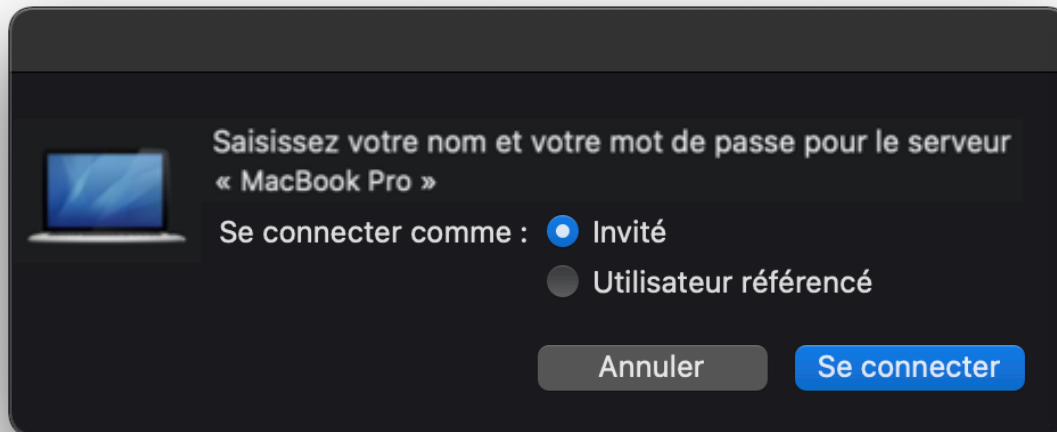 Saisissez votre nom et votre mot de passe pour le serveur
« MacBook Pro »
Se connecter comme : Invité
Utilisateur référencé
Annuler Se connecter